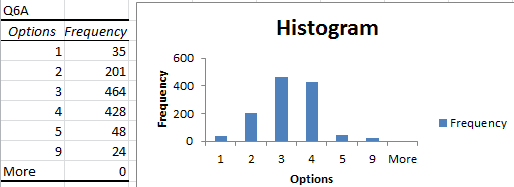 Q6A
Options Frequency
1 35
2 201
3 464
4 428
5 48
9 24
More 0
Histogram
Frequency
600
400
200
0
1 2 3 4 5 9 More
Options
Frequency